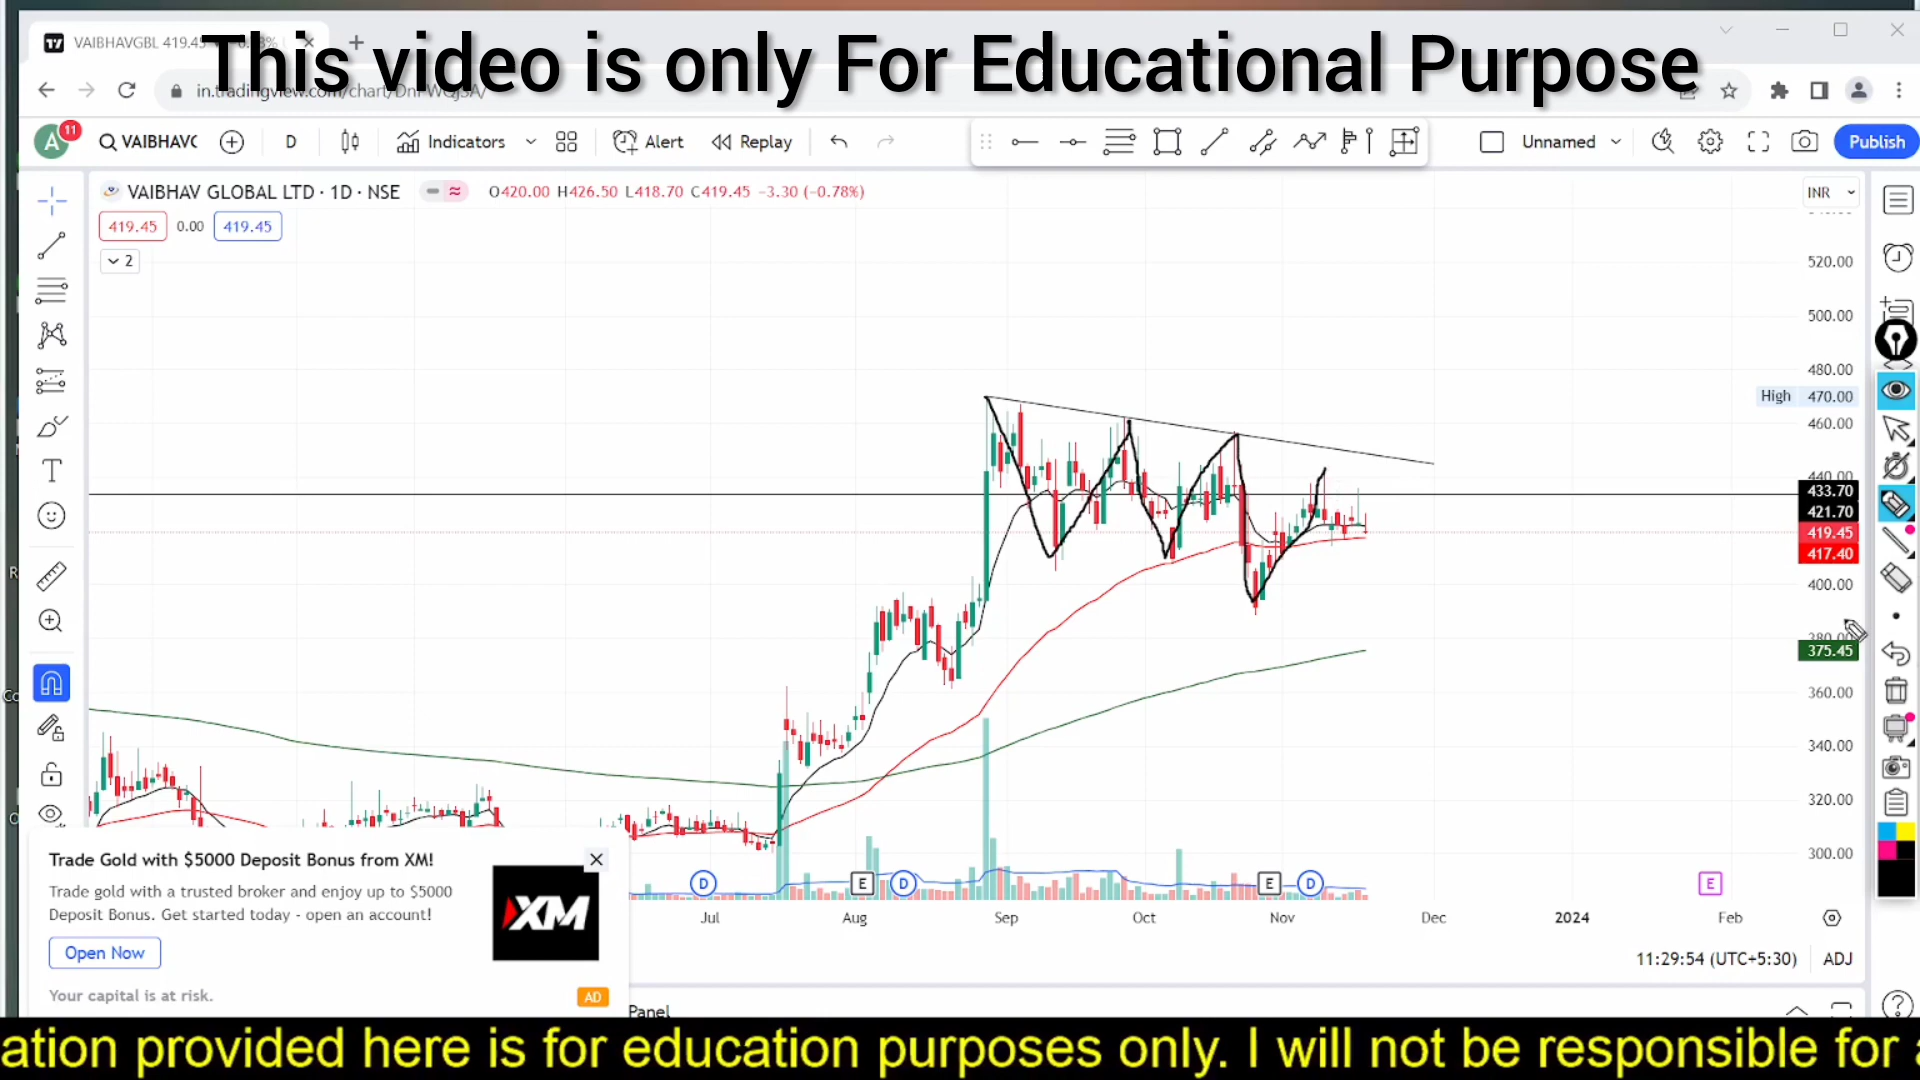 This video is only For Educational Purpose
VAIBHAVGBL 419.45
in.tradingview.com/chart/
A 11 VAIBHAV D Indicators Alert Replay Unnamed Publish
VAIBHAV GLOBAL LTD · 1D · NSE O420.00 H426.50 L418.70 C419.45 −3.30 (−0.78%) INR
419.45 0.00 419.45
2
520.00
500.00
480.00
High 470.00
460.00
440.00
433.70
421.70
419.45
417.40
400.00
380.00
375.45
360.00
340.00
320.00
300.00
D E D E D E
Jul Aug Sep Oct Nov Dec 2024 Feb
11:29:54 (UTC+5:30) ADJ
Trade Gold with $5000 Deposit Bonus from XM!
Trade gold with a trusted broker and enjoy up to $5000
Deposit Bonus. Get started today - open an account!
XM
Open Now
Your capital is at risk.
AD
Panel
ation provided here is for education purposes only. I will not be responsible for